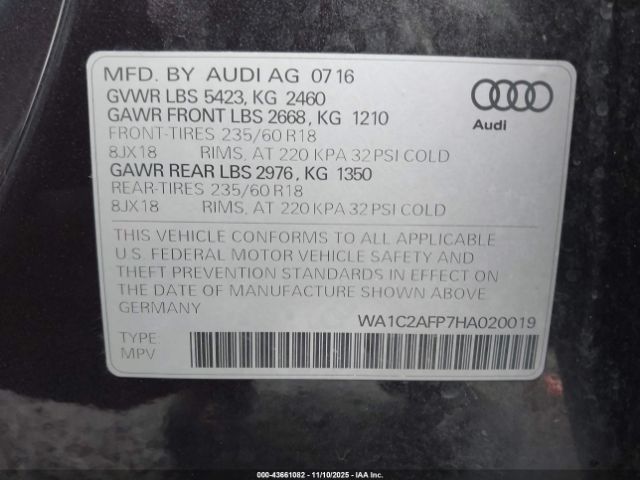 MFD. BY AUDI AG 07 16
GVWR LBS 5423, KG 2460
GAWR FRONT LBS 2668, KG 1210
FRONT-TIRES 235/60 R18
8JX18 RIMS, AT 220 KPA 32 PSI COLD
GAWR REAR LBS 2976, KG 1350
REAR-TIRES 235/60 R18
8JX18 RIMS, AT 220 KPA 32 PSI COLD
Audi
THIS VEHICLE CONFORMS TO ALL APPLICABLE
U.S. FEDERAL MOTOR VEHICLE SAFETY AND
THEFT PREVENTION STANDARDS IN EFFECT ON
THE DATE OF MANUFACTURE SHOWN ABOVE.
GERMANY
WA1C2AFP7HA020019
TYPE
MPV
000-43661082 - 11/10/2025 - IAA Inc.